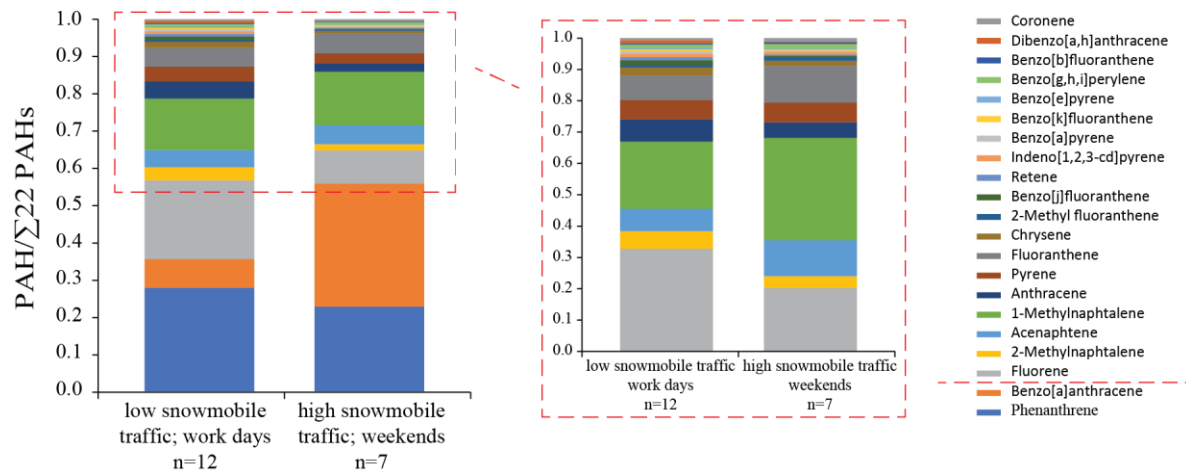 PAH/∑22 PAHs
1.0
0.9
0.8
0.7
0.6
0.5
0.4
0.3
0.2
0.1
0.0
low snowmobile
traffic; work days
n=12
high snowmobile
traffic; weekends
n=7
1.0
0.9
0.8
0.7
0.6
0.5
0.4
0.3
0.2
0.1
0.0
low snowmobile traffic
work days
n=12
high snowmobile traffic
weekends
n=7
Coronene
Dibenzo[a,h]anthracene
Benzo[b]fluoranthene
Benzo[g,h,i]perylene
Benzo[e]pyrene
Benzo[k]fluoranthene
Benzo[a]pyrene
Indeno[1,2,3-cd]pyrene
Retene
Benzo[j]fluoranthene
2-Methyl fluoranthene
Chrysene
Fluoranthene
Pyrene
Anthracene
1-Methylnaphtalene
Acenaphtene
2-Methylnaphtalene
Fluorene
Benzo[a]anthracene
Phenanthrene